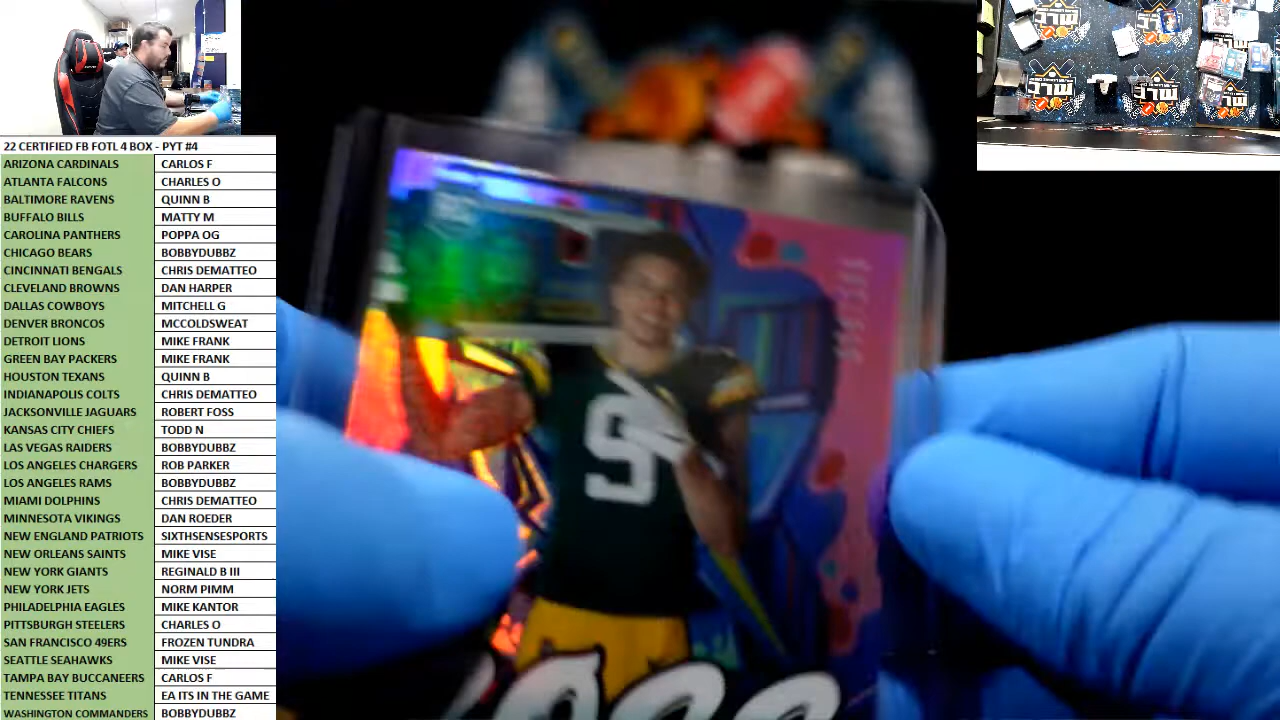 22 CERTIFIED FB FOTL 4 BOX - PYT #4
ARIZONA CARDINALS CARLOS F
ATLANTA FALCONS CHARLES O
BALTIMORE RAVENS QUINN B
BUFFALO BILLS MATTY M
CAROLINA PANTHERS POPPA OG
CHICAGO BEARS BOBBYDUBBZ
CINCINNATI BENGALS CHRIS DEMATTEO
CLEVELAND BROWNS DAN HARPER
DALLAS COWBOYS MITCHELL G
DENVER BRONCOS MCCOLDSWEAT
DETROIT LIONS MIKE FRANK
GREEN BAY PACKERS MIKE FRANK
HOUSTON TEXANS QUINN B
INDIANAPOLIS COLTS CHRIS DEMATTEO
JACKSONVILLE JAGUARS ROBERT FOSS
KANSAS CITY CHIEFS TODD N
LAS VEGAS RAIDERS BOBBYDUBBZ
LOS ANGELES CHARGERS ROB PARKER
LOS ANGELES RAMS BOBBYDUBBZ
MIAMI DOLPHINS CHRIS DEMATTEO
MINNESOTA VIKINGS DAN ROEDER
NEW ENGLAND PATRIOTS SIXTHSENSESPORTS
NEW ORLEANS SAINTS MIKE VISE
NEW YORK GIANTS REGINALD B III
NEW YORK JETS NORM PIMM
PHILADELPHIA EAGLES MIKE KANTOR
PITTSBURGH STEELERS CHARLES O
SAN FRANCISCO 49ERS FROZEN TUNDRA
SEATTLE SEAHAWKS MIKE VISE
TAMPA BAY BUCCANEERS CARLOS F
TENNESSEE TITANS EA ITS IN THE GAME
WASHINGTON COMMANDERS BOBBYDUBBZ
9